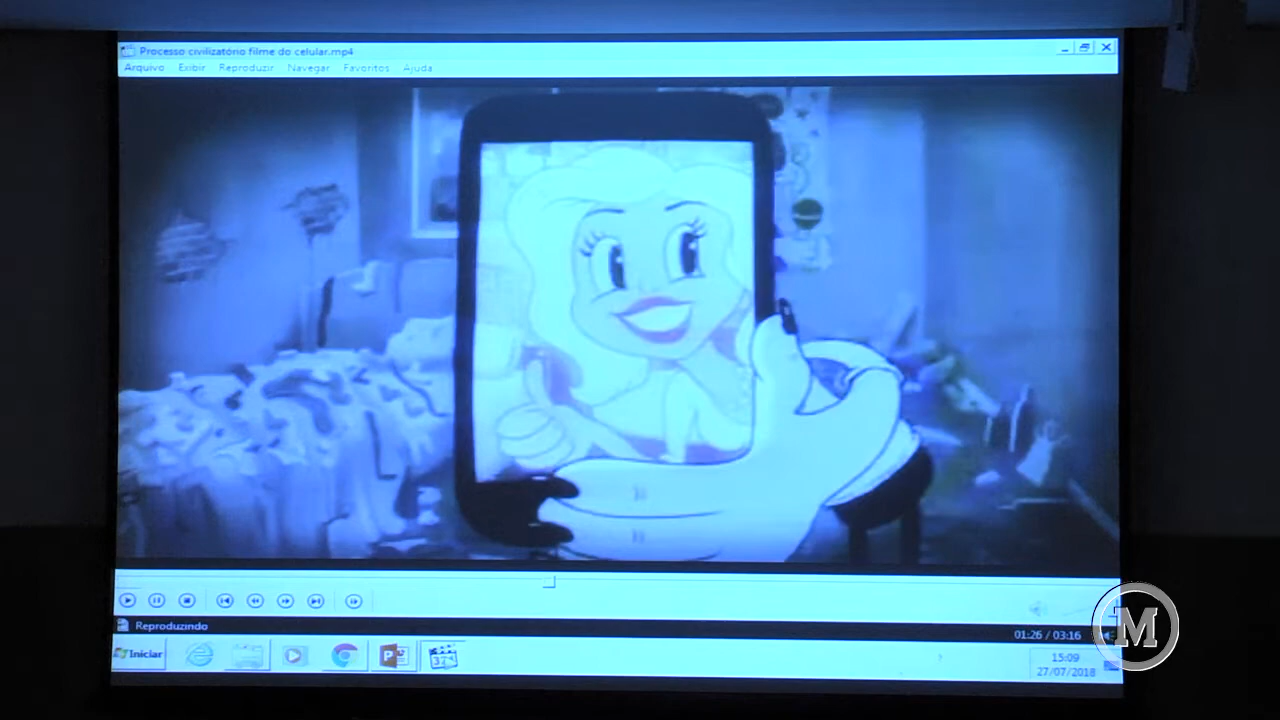 Processo civilizatório filme do celular.mp4
Arquivo Exibir Reproduzir Navegar Favoritos Ajuda
Reproduzindo
01:26 / 03:16
Iniciar
15:09
27/07/2018
M